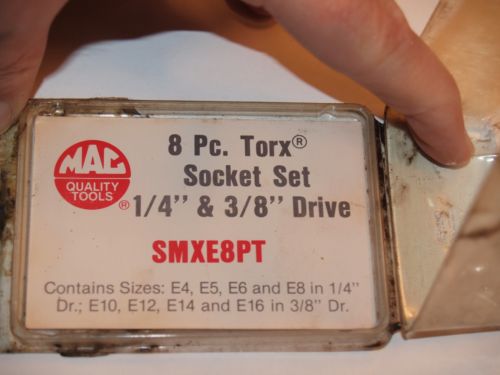 MAC
QUALITY
TOOLS
®
8 Pc. Torx®
Socket Set
1/4" & 3/8" Drive
SMXE8PT
Contains Sizes: E4, E5, E6 and E8 in 1/4"
Dr.; E10, E12, E14 and E16 in 3/8" Dr.